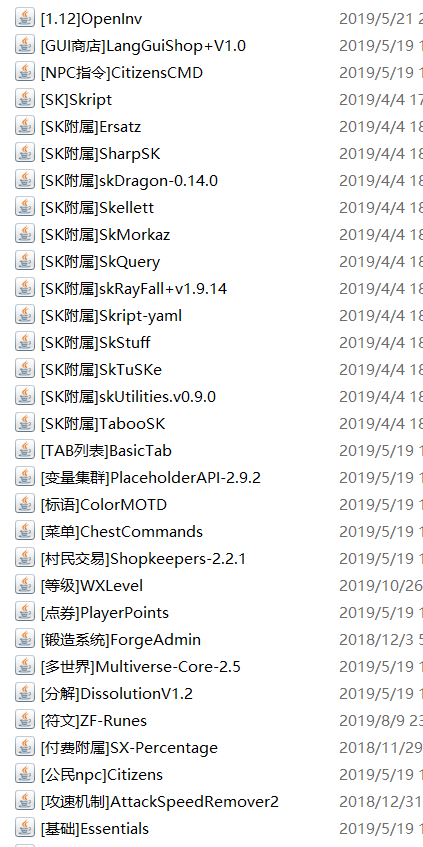 [1.12]OpenInv 2019/5/21 2
[GUI商店]LangGuiShop+V1.0 2019/5/19 1
[NPC指令]CitizensCMD 2019/5/19 1
[SK]Skript 2019/4/4 17
[SK附属]Ersatz 2019/4/4 18
[SK附属]SharpSK 2019/4/4 18
[SK附属]skDragon-0.14.0 2019/4/4 18
[SK附属]Skellett 2019/4/4 18
[SK附属]SkMorkaz 2019/4/4 18
[SK附属]SkQuery 2019/4/4 18
[SK附属]skRayFall+v1.9.14 2019/4/4 18
[SK附属]Skript-yaml 2019/4/4 18
[SK附属]SkStuff 2019/4/4 18
[SK附属]SkTuSKe 2019/4/4 18
[SK附属]skUtilities.v0.9.0 2019/4/4 18
[SK附属]TabooSK 2019/4/4 18
[TAB列表]BasicTab 2019/5/19 1
[变量集群]PlaceholderAPI-2.9.2 2019/5/19 1
[标语]ColorMOTD 2019/5/19 1
[菜单]ChestCommands 2019/5/19 1
[村民交易]Shopkeepers-2.2.1 2019/5/19 1
[等级]WXLevel 2019/10/26
[点券]PlayerPoints 2019/5/19 1
[锻造系统]ForgeAdmin 2018/12/3 5
[多世界]Multiverse-Core-2.5 2019/5/19 1
[分解]DissolutionV1.2 2019/5/19 1
[符文]ZF-Runes 2019/8/9 23
[付费附属]SX-Percentage 2018/11/29
[公民npc]Citizens 2019/5/19 1
[攻速机制]AttackSpeedRemover2 2018/12/31
[基础]Essentials 2019/5/19 1